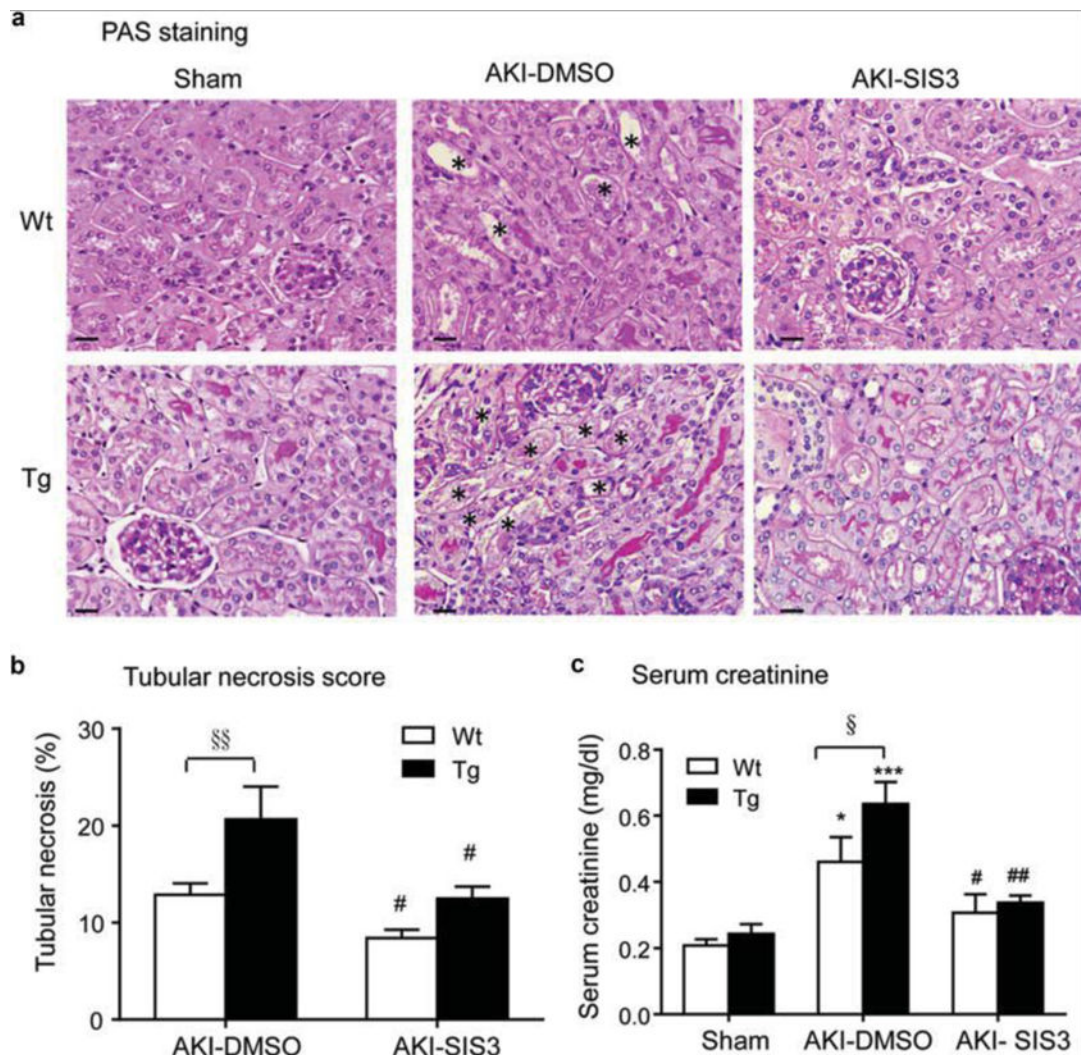 a
PAS staining
Sham AKI-DMSO AKI-SIS3
Wt
* * * *
Tg
* * * * * * * *
b Tubular necrosis score
Tubular necrosis (%)
30
20
10
0
§§
Wt
Tg
#
#
AKI-DMSO AKI-SIS3
c Serum creatinine
Serum creatinine (mg/dl)
0.8
0.6
0.4
0.2
0.0
§
Wt
Tg
*
***
#
##
Sham AKI-DMSO AKI- SIS3